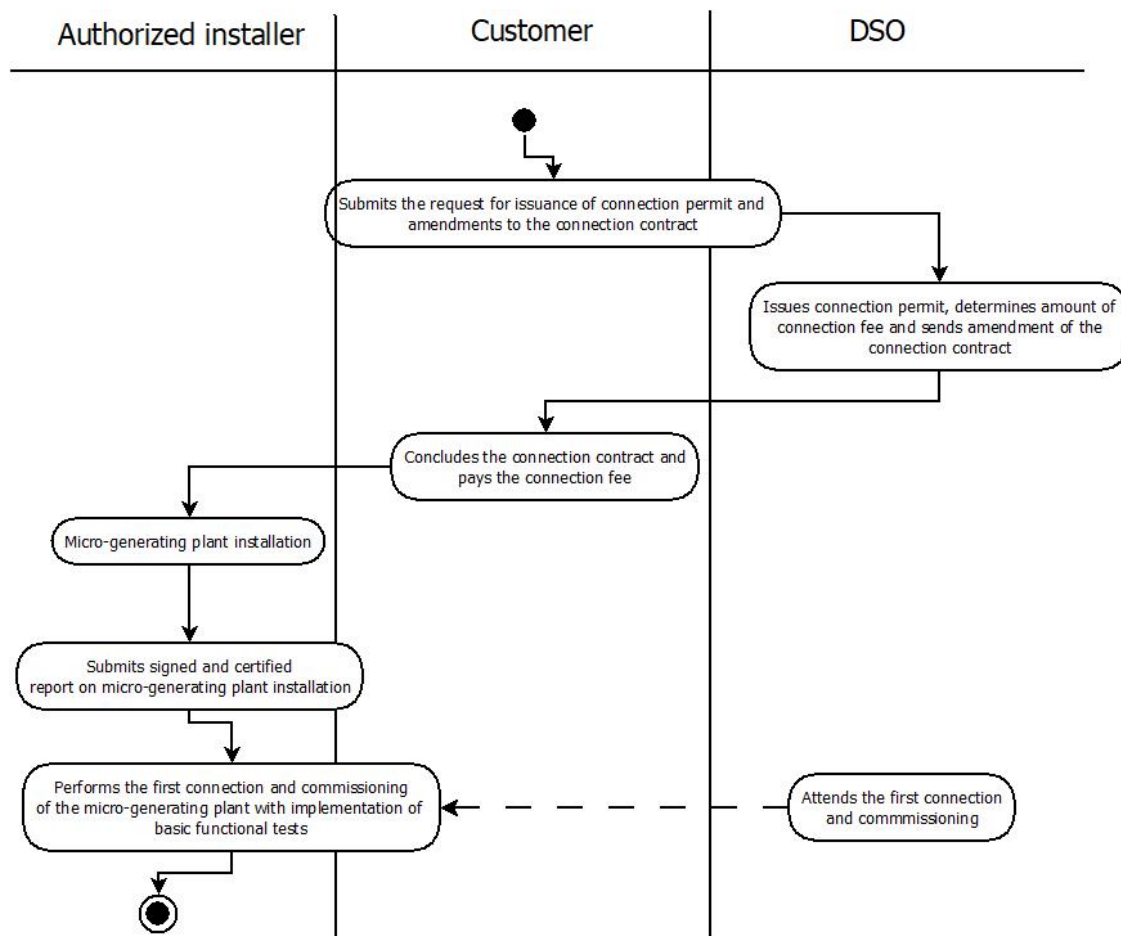 Authorized installer
Customer
DSO
Submits the request for issuance of connection permit and
amendments to the connection contract
Issues connection permit, determines amount of
connection fee and sends amendment of the
connection contract
Concludes the connection contract and
pays the connection fee
Micro-generating plant installation
Submits signed and certified
report on micro-generating plant installation
Performs the first connection and commissioning
of the micro-generating plant with implementation of
basic functional tests
Attends the first connection
and commmissioning